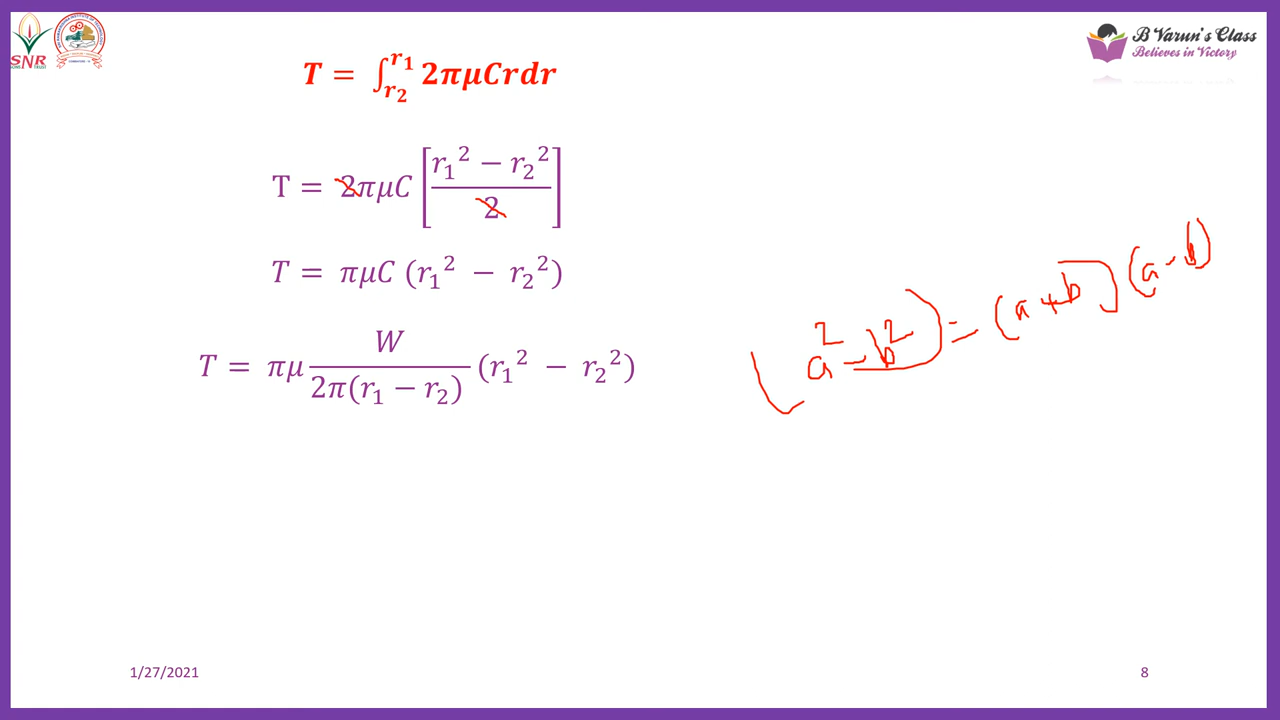 SNR
B Varun's Class
Believes in Victory
T = ∫_{r₂}^{r₁} 2πμCrdr
T = 2πμC [(r₁² − r₂²)/2]
T = πμC (r₁² − r₂²)
T = πμ W/(2π(r₁ − r₂)) (r₁² − r₂²)
(a² − b²) = (a + b)(a − b)
1/27/2021
8